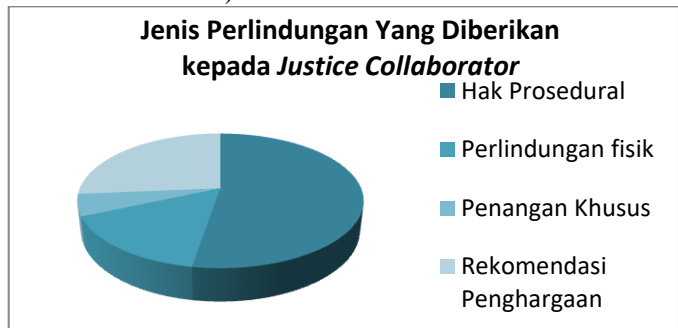 Jenis Perlindungan Yang Diberikan
kepada Justice Collaborator
Hak Prosedural
Perlindungan fisik
Penangan Khusus
Rekomendasi
Penghargaan